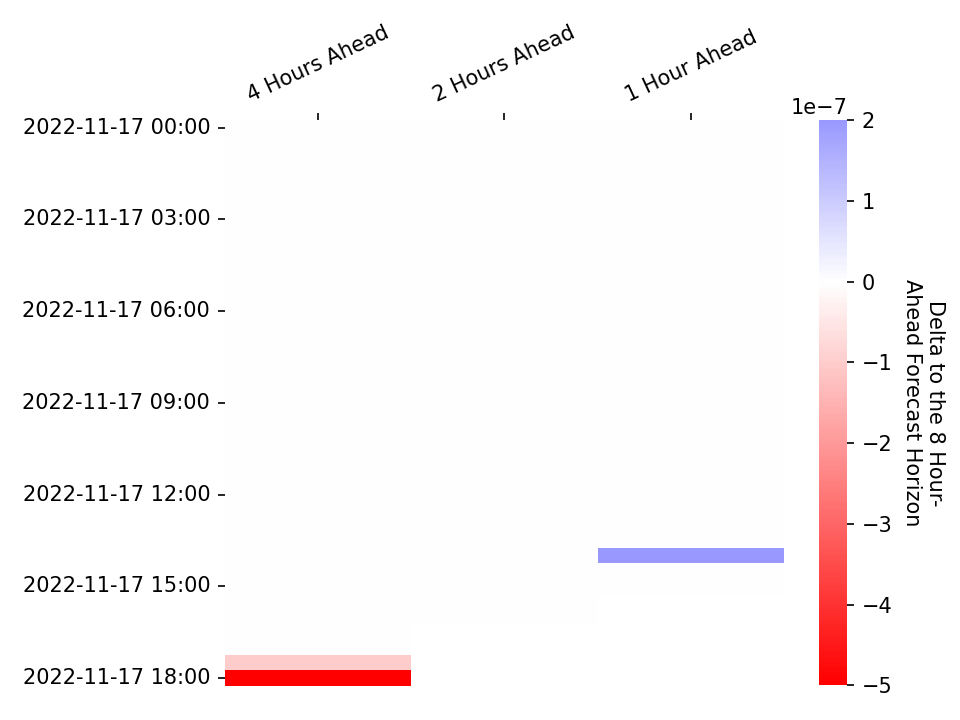 4 Hours Ahead
2 Hours Ahead
1 Hour Ahead
2022-11-17 00:00
2022-11-17 03:00
2022-11-17 06:00
2022-11-17 09:00
2022-11-17 12:00
2022-11-17 15:00
2022-11-17 18:00
1e−7
2
1
0
−1
−2
−3
−4
−5
Delta to the 8 Hour-
Ahead Forecast Horizon